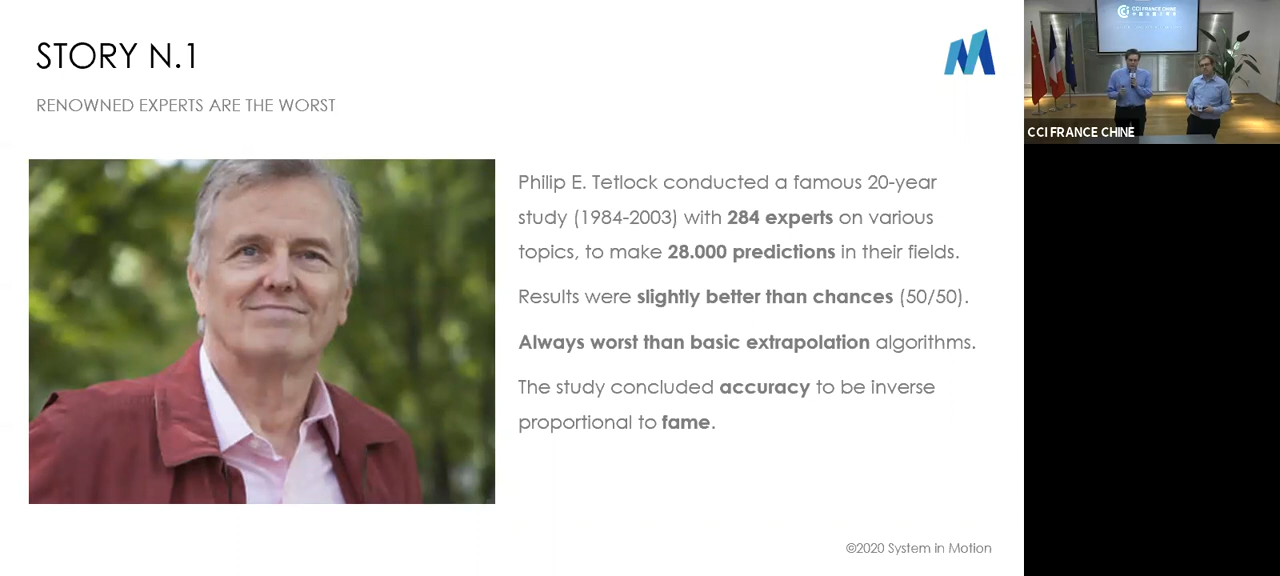 STORY N.1
RENOWNED EXPERTS ARE THE WORST
Philip E. Tetlock conducted a famous 20-year
study (1984-2003) with 284 experts on various
topics, to make 28.000 predictions in their fields.
Results were slightly better than chances (50/50).
Always worst than basic extrapolation algorithms.
The study concluded accuracy to be inverse
proportional to fame.
©2020 System in Motion
CCI FRANCE CHINE
CCI FRANCE CHINE